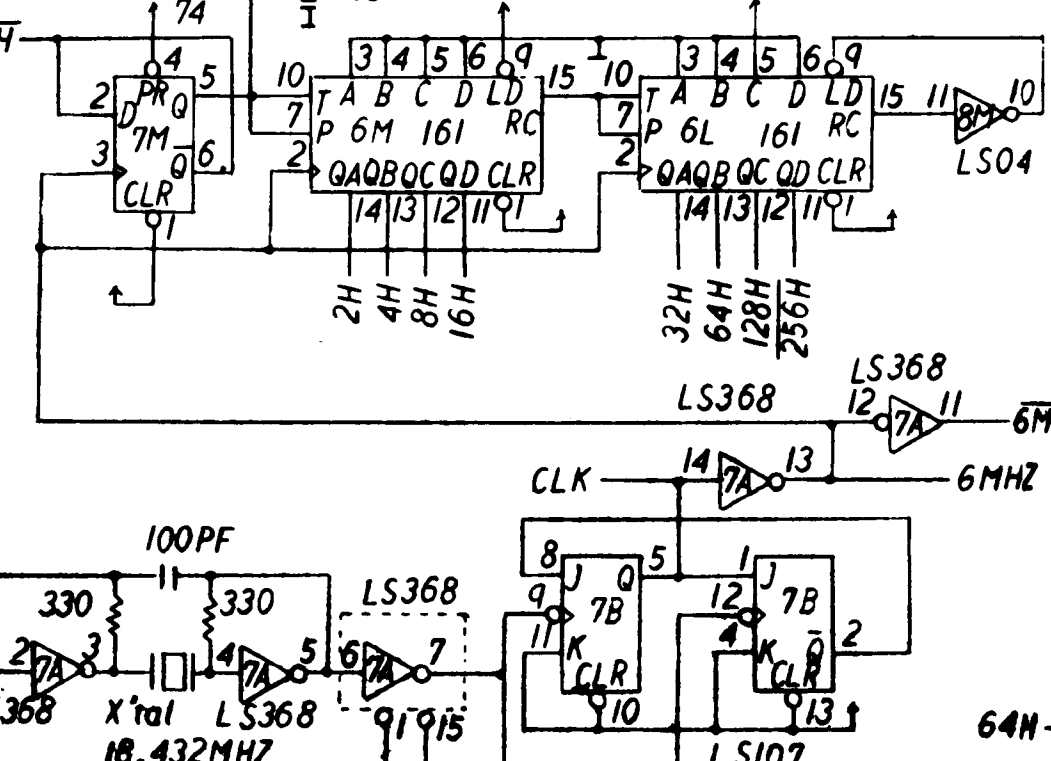 74
I
3 4 5 6 9 3 4 5 6 9
4 5 10 15 10 15 11 10
2 D PR Q T A B C D LD T A B C D LD 8M
7M 7 P 6M 161 RC 7 P 6L 161 RC LS04
3 Q 6 2 QA QB QC QD CLR 2 QA QB QC QD CLR
CLR 14 13 12 11 1 14 13 12 11 1
1
2H 4H 8H 16H 32H 64H 128H 256H
LS368
LS368 12 7A 11 6M
CLK 14 7A 13 6MHZ
100PF
330 330 LS368
8 J Q 5 1 J
9 7B 12 7B
2 7A 3 4 7A 5 6 7A 7 11 K 4 K Q 2
CLR 10 CLR 13
368 X'tal LS368 1 15 64H
18.432MHZ LS107